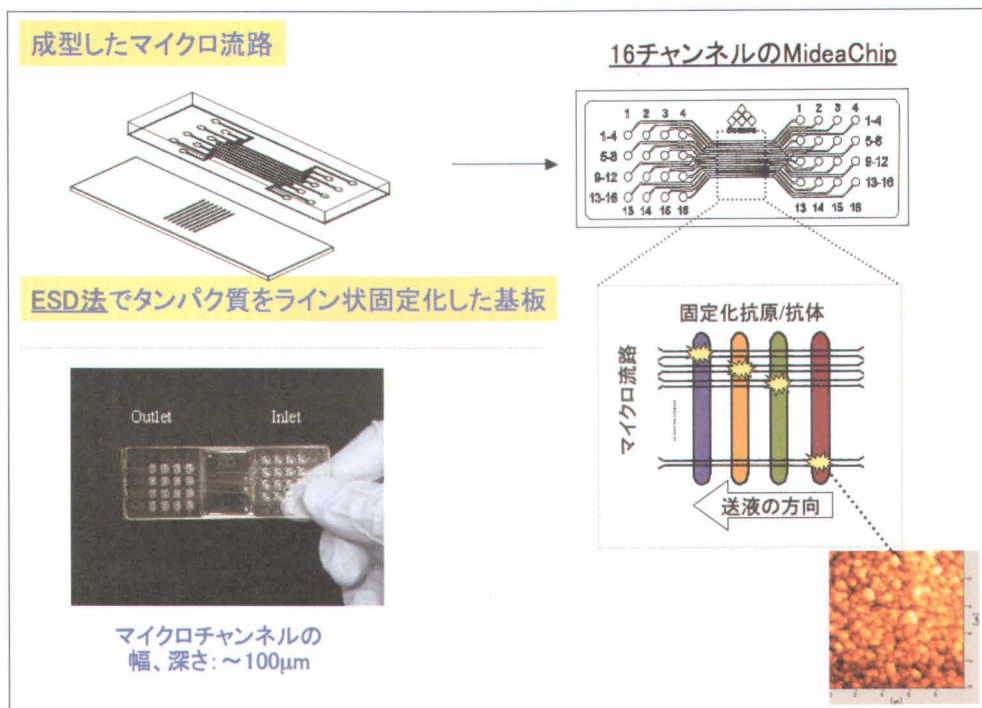 成型したマイクロ流路
16チャンネルのMideaChip
1 2 3 4
1 2 3 4
1-4
5-8
9-12
13-16
1-4
5-8
9-12
13-16
13 14 15 16
13 14 15 16
ESD法でタンパク質をライン状固定化した基板
固定化抗原/抗体
マイクロ流路
送液の方向
Outlet Inlet
マイクロチャンネルの
幅、深さ:~100μm